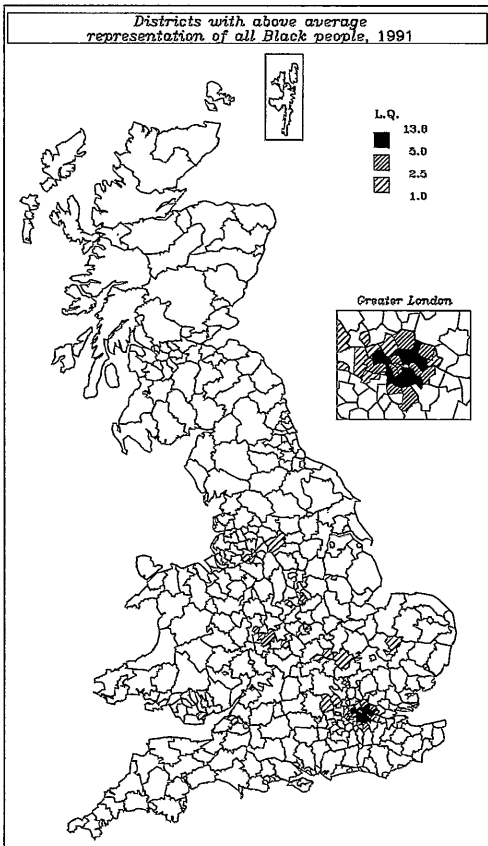 Districts with above average
representation of all Black people, 1991
L.Q.
13.0
5.0
2.5
1.0
Greater London